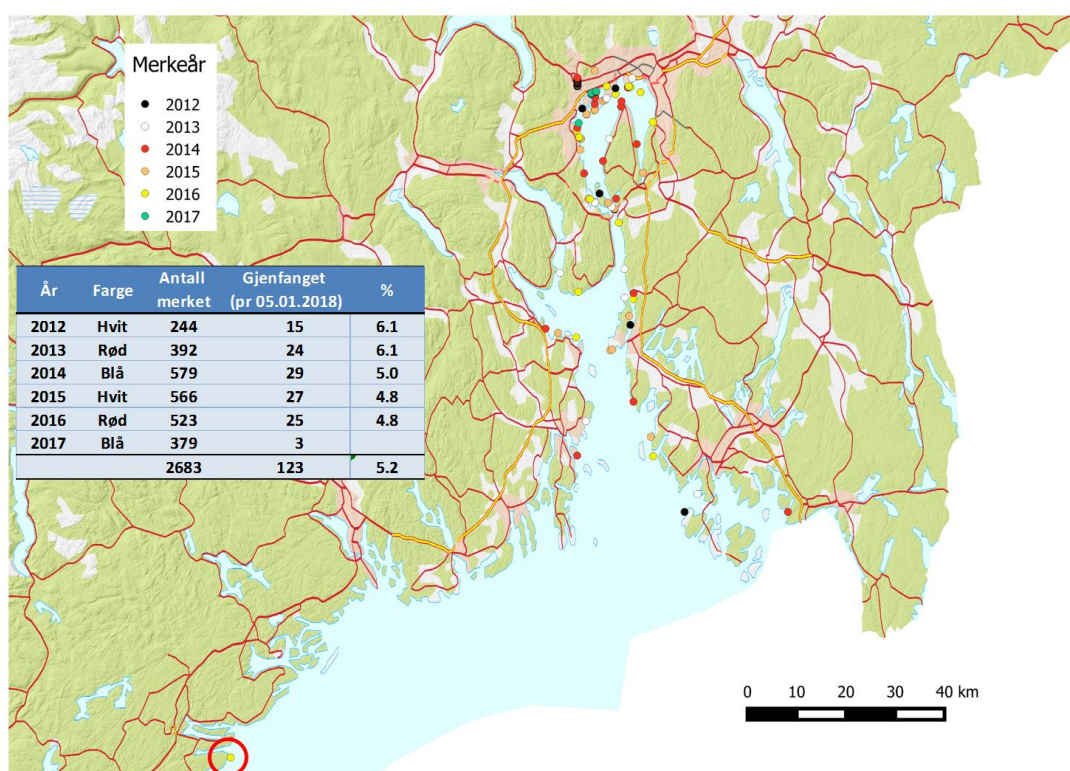 Merkeår
2012
2013
2014
2015
2016
2017
År Farge Antall merket Gjenfanget (pr 05.01.2018) %
2012 Hvit 244 15 6.1
2013 Rød 392 24 6.1
2014 Blå 579 29 5.0
2015 Hvit 566 27 4.8
2016 Rød 523 25 4.8
2017 Blå 379 3
2683 123 5.2
0 10 20 30 40 km